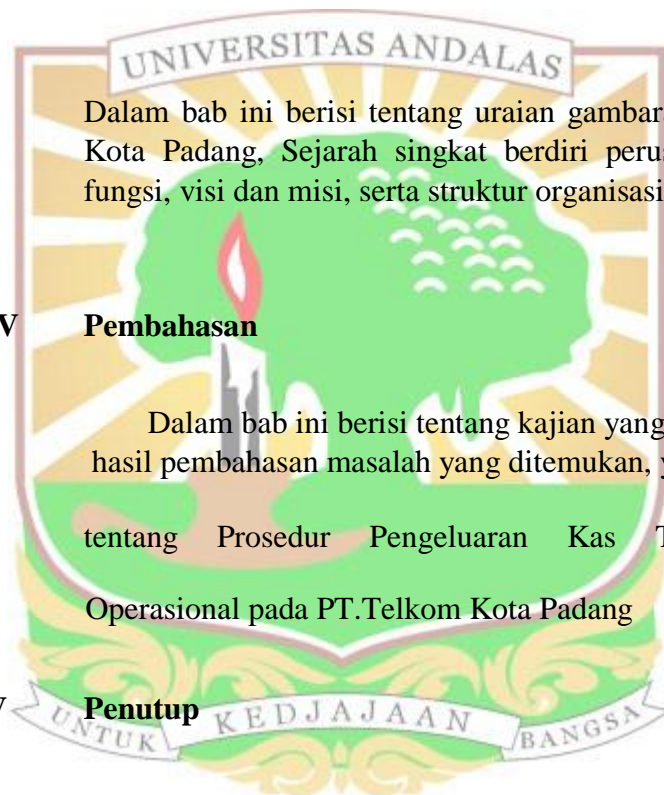 UNIVERSITAS ANDALAS
Dalam bab ini berisi tentang uraian
Kota Padang, Sejarah singkat berdiri
fungsi, visi dan misi, serta struktur organisasi
V Pembahasan
Dalam bab ini berisi tentang kajian yang
hasil pembahasan masalah yang ditemukan,
tentang Prosedur Pengeluaran Kas
Operasional pada PT.Telkom Kota Padang
V Penutup
UNTUK KEDJAJAAN BANGSA